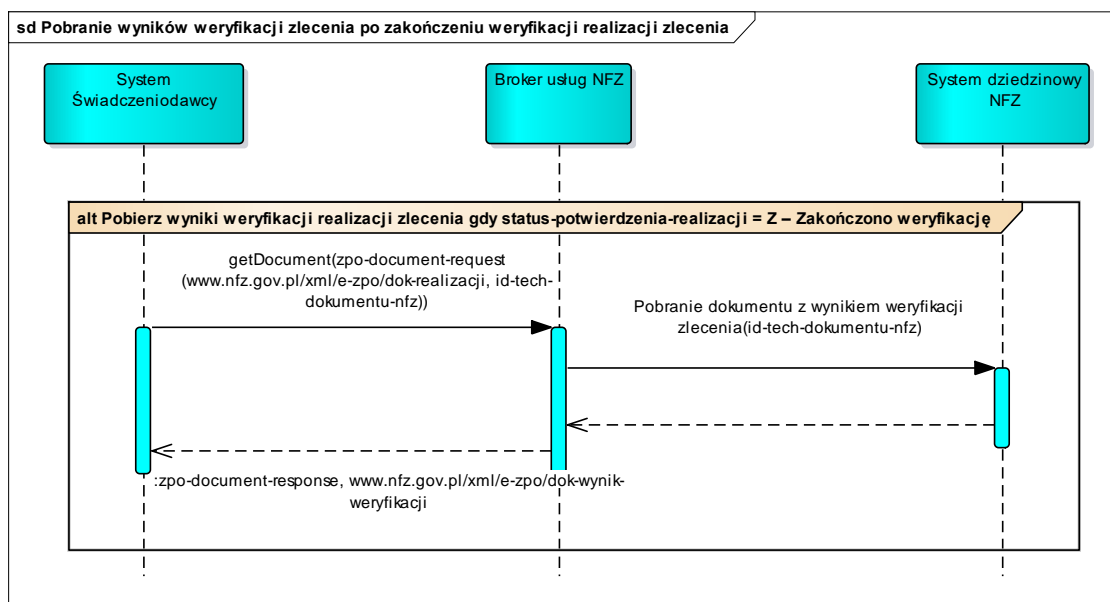 sd Pobranie wyników weryfikacji zlecenia po zakończeniu weryfikacji realizacji zlecenia
System
Świadczeniodawcy
Broker usług NFZ
System dziedzinowy
NFZ
alt Pobierz wyniki weryfikacji realizacji zlecenia gdy status-potwierdzenia-realizacji = Z – Zakończono weryfikację
getDocument(zpo-document-request
(www.nfz.gov.pl/xml/e-zpo/dok-realizacji, id-tech-
dokumentu-nfz))
Pobranie dokumentu z wynikiem weryfikacji
zlecenia(id-tech-dokumentu-nfz)
:zpo-document-response, www.nfz.gov.pl/xml/e-zpo/dok-wynik-
weryfikacji